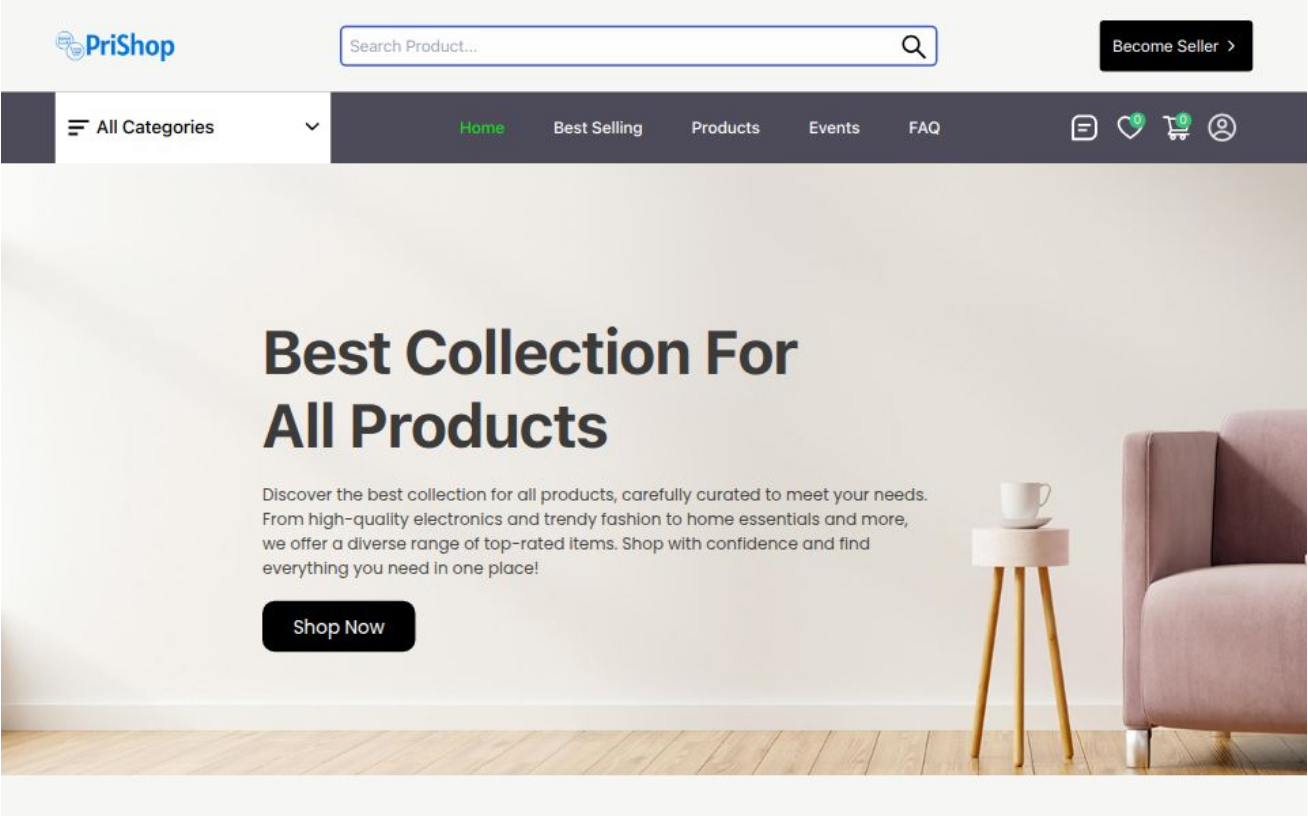 PriShop
Search Product...
Become Seller
All Categories
Home
Best Selling
Products
Events
FAQ
0
0
Best Collection For
All Products
Discover the best collection for all products, carefully curated to meet your needs.
From high-quality electronics and trendy fashion to home essentials and more,
we offer a diverse range of top-rated items. Shop with confidence and find
everything you need in one place!
Shop Now